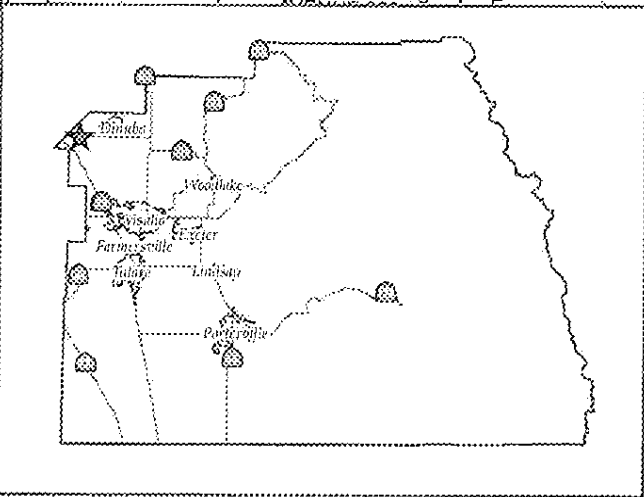 Dinuba
Woodlake
Visalia
Exeter
Farmersville
Tulare
Lindsay
Porterville